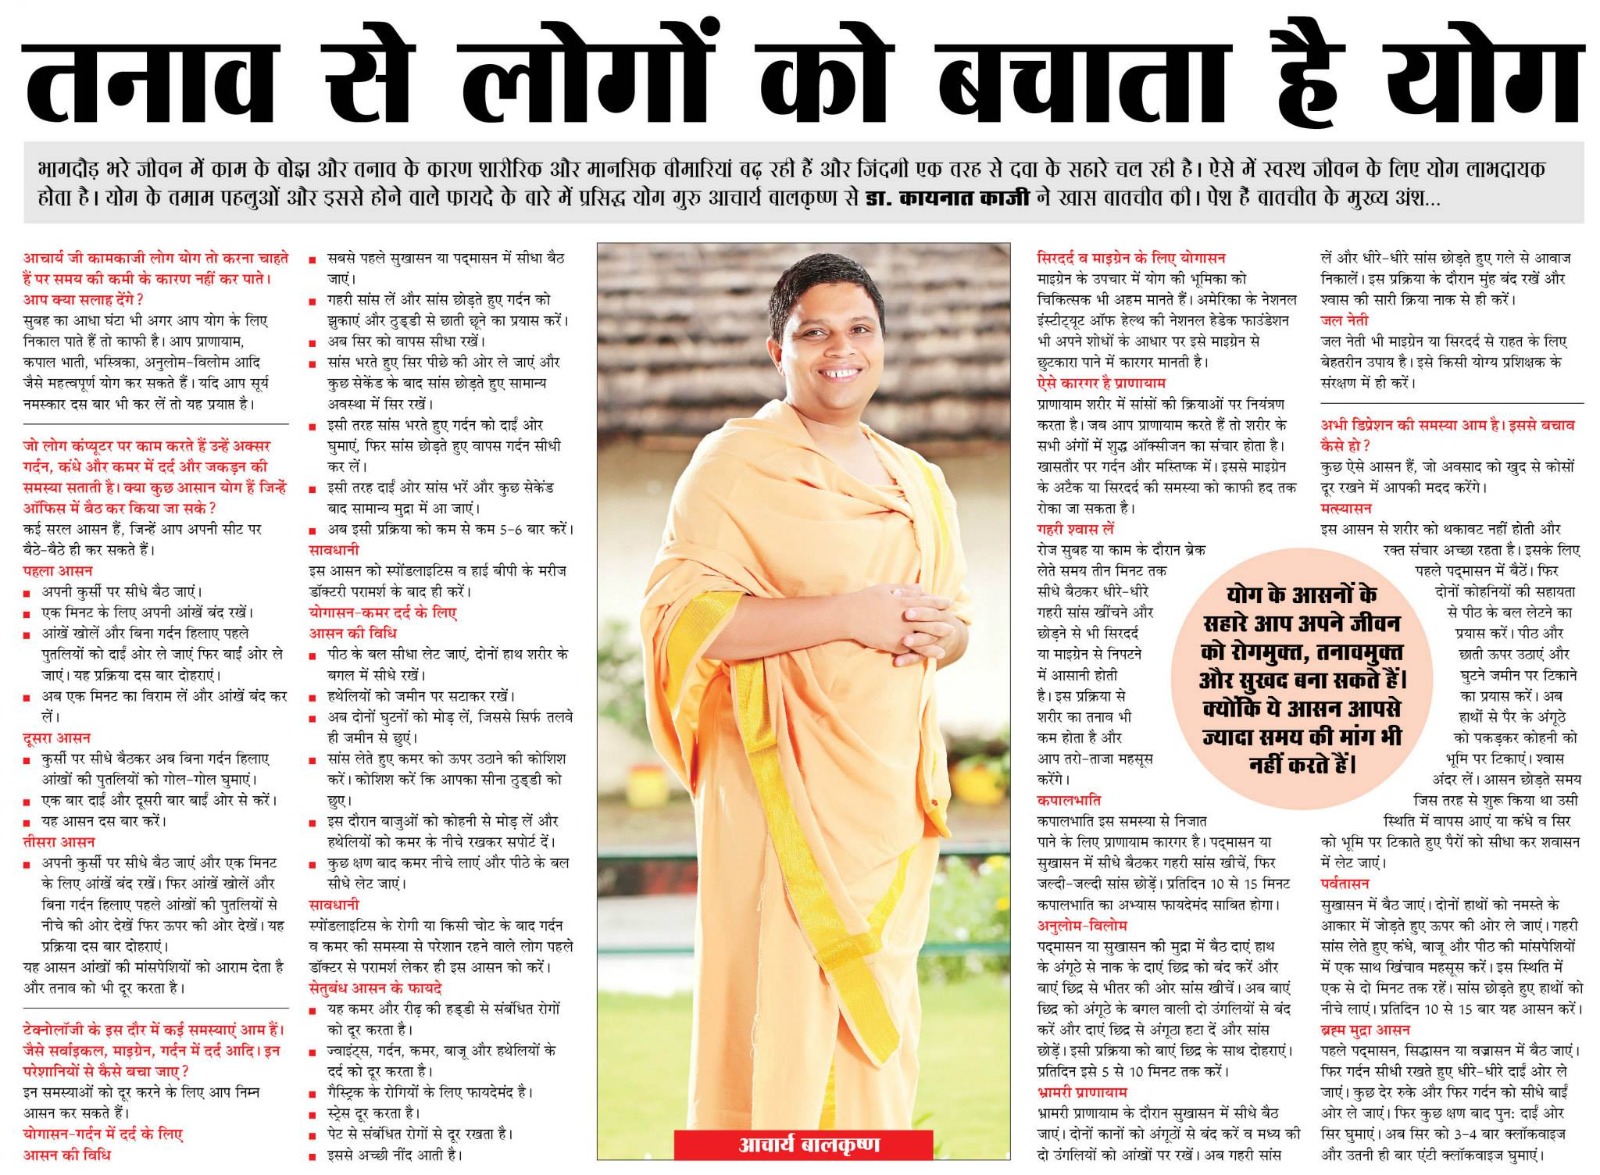 तनाव से लोगों को बचाता है योग
भागदौड़ भरे जीवन में काम के बोझ और तनाव के कारण शारीरिक और मानसिक बीमारियां बढ़ रही हैं और जिंदगी एक तरह से दवा के सहारे चल रही है। ऐसे में स्वस्थ जीवन के लिए योग लाभदायक
होता है। योग के तमाम पहलुओं और इससे होने वाले फायदे के बारे में प्रसिद्ध योग गुरु आचार्य बालकृष्ण से डा. कायनात काजी ने खास बातचीत की। पेश हैं बातचीत के मुख्य अंश...
आचार्य जी कामकाजी लोग योग तो करना चाहते
हैं पर समय की कमी के कारण नहीं कर पाते।
आप क्या सलाह देंगे?
सुबह का आधा घंटा भी अगर आप योग के लिए
निकाल पाते हैं तो काफी है। आप प्राणायाम,
कपाल भाती, भस्त्रिका, अनुलोम-विलोम आदि
जैसे महत्त्वपूर्ण योग कर सकते हैं। यदि आप सूर्य
नमस्कार दस बार भी कर लें तो यह प्रयाप्त है।
जो लोग कंप्यूटर पर काम करते हैं उन्हें अक्सर
गर्दन, कंधे और कमर में दर्द और जकड़न की
समस्या सताती है। क्या कुछ आसान योग हैं जिन्हें
ऑफिस में बैठ कर किया जा सके?
कई सरल आसन हैं, जिन्हें आप अपनी सीट पर
बैठे-बैठे ही कर सकते हैं।
पहला आसन
■ अपनी कुर्सी पर सीधे बैठ जाएं।
■ एक मिनट के लिए अपनी आंखें बंद रखें।
■ आंखें खोलें और बिना गर्दन हिलाए पहले
पुतलियों को दाईं ओर ले जाएं फिर बाईं ओर ले
जाएं। यह प्रक्रिया दस बार दोहराएं।
■ अब एक मिनट का विराम लें और आंखें बंद कर
लें।
दूसरा आसन
■ कुर्सी पर सीधे बैठकर अब बिना गर्दन हिलाए
आंखों की पुतलियों को गोल-गोल घुमाएं।
■ एक बार दाईं और दूसरी बार बाईं ओर से करें।
■ यह आसन दस बार करें।
तीसरा आसन
■ अपनी कुर्सी पर सीधे बैठ जाएं और एक मिनट
के लिए आंखें बंद रखें। फिर आंखें खोलें और
बिना गर्दन हिलाए पहले आंखों की पुतलियों से
नीचे की ओर देखें फिर ऊपर की ओर देखें। यह
प्रक्रिया दस बार दोहराएं।
यह आसन आंखों की मांसपेशियों को आराम देता है
और तनाव को भी दूर करता है।
टेक्नोलॉजी के इस दौर में कई समस्याएं आम हैं।
जैसे सर्वाइकल, माइग्रेन, गर्दन में दर्द आदि। इन
परेशानियों से कैसे बचा जाए?
इन समस्याओं को दूर करने के लिए आप निम्न
आसन कर सकते हैं।
योगासन-गर्दन में दर्द के लिए
आसन की विधि
■ सबसे पहले सुखासन या पद्मासन में सीधा बैठ
जाएं।
■ गहरी सांस लें और सांस छोड़ते हुए गर्दन को
झुकाएं और ठुड्डी से छाती छूने का प्रयास करें।
■ अब सिर को वापस सीधा रखें।
■ सांस भरते हुए सिर पीछे की ओर ले जाएं और
कुछ सेकेंड के बाद सांस छोड़ते हुए सामान्य
अवस्था में सिर रखें।
■ इसी तरह सांस भरते हुए गर्दन को दाईं ओर
घुमाएं, फिर सांस छोड़ते हुए वापस गर्दन सीधी
कर लें।
■ इसी तरह दाईं ओर सांस भरें और कुछ सेकेंड
बाद सामान्य मुद्रा में आ जाएं।
■ अब इसी प्रक्रिया को कम से कम 5-6 बार करें।
सावधानी
इस आसन को स्पोंडलाइटिस व हाई बीपी के मरीज
डॉक्टरी परामर्श के बाद ही करें।
योगासन-कमर दर्द के लिए
आसन की विधि
■ पीठ के बल सीधा लेट जाएं, दोनों हाथ शरीर के
बगल में सीधे रखें।
■ हथेलियों को जमीन पर सटाकर रखें।
■ अब दोनों घुटनों को मोड़ लें, जिससे सिर्फ तलवे
ही जमीन से छुएं।
■ सांस लेते हुए कमर को ऊपर उठाने की कोशिश
करें। कोशिश करें कि आपका सीना ठुड्डी को
छुए।
■ इस दौरान बाजुओं को कोहनी से मोड़ लें और
हथेलियों को कमर के नीचे रखकर सपोर्ट दें।
■ कुछ क्षण बाद कमर नीचे लाएं और पीठे के बल
सीधे लेट जाएं।
सावधानी
स्पोंडलाइटिस के रोगी या किसी चोट के बाद गर्दन
व कमर की समस्या से परेशान रहने वाले लोग पहले
डॉक्टर से परामर्श लेकर ही इस आसन को करें।
सेतुबंध आसन के फायदे
■ यह कमर और रीढ़ की हड्डी से संबंधित रोगों
को दूर करता है।
■ ज्वाइंट्स, गर्दन, कमर, बाजू और हथेलियों के
दर्द को दूर करता है।
■ गैस्ट्रिक के रोगियों के लिए फायदेमंद है।
■ स्ट्रेस दूर करता है।
■ पेट से संबंधित रोगों से दूर रखता है।
■ इससे अच्छी नींद आती है।
आचार्य बालकृष्ण
सिरदर्द व माइग्रेन के लिए योगासन
माइग्रेन के उपचार में योग की भूमिका को
चिकित्सक भी अहम मानते हैं। अमेरिका के नेशनल
इंस्टीट्यूट ऑफ हेल्थ की नेशनल हेडेक फाउंडेशन
भी अपने शोधों के आधार पर इसे माइग्रेन से
छुटकारा पाने में कारगर मानती है।
ऐसे कारगर है प्राणायाम
प्राणायाम शरीर में सांसों की क्रियाओं पर नियंत्रण
करता है। जब आप प्राणायाम करते हैं तो शरीर के
सभी अंगों में शुद्ध ऑक्सीजन का संचार होता है।
खासतौर पर गर्दन और मस्तिष्क में। इससे माइग्रेन
के अटैक या सिरदर्द की समस्या को काफी हद तक
रोका जा सकता है।
गहरी श्वास लें
रोज सुबह या काम के दौरान ब्रेक
लेते समय तीन मिनट तक
सीधे बैठकर धीरे-धीरे
गहरी सांस खींचने और
छोड़ने से भी सिरदर्द
या माइग्रेन से निपटने
में आसानी होती
है। इस प्रक्रिया से
शरीर का तनाव भी
कम होता है और
आप तरो-ताजा महसूस
करेंगे।
कपालभाति
कपालभाति इस समस्या से निजात
पाने के लिए प्राणायाम कारगर है। पद्मासन या
सुखासन में सीधे बैठकर गहरी सांस खीचें, फिर
जल्दी-जल्दी सांस छोड़ें। प्रतिदिन 10 से 15 मिनट
कपालभाति का अभ्यास फायदेमंद साबित होगा।
अनुलोम-विलोम
पद्मासन या सुखासन की मुद्रा में बैठ दाएं हाथ
के अंगूठे से नाक के दाएं छिद्र को बंद करें और
बाएं छिद्र से भीतर की ओर सांस खीचें। अब बाएं
छिद्र को अंगूठे के बगल वाली दो उंगलियों से बंद
करें और दाएं छिद्र से अंगूठा हटा दें और सांस
छोड़ें। इसी प्रक्रिया को बाएं छिद्र के साथ दोहराएं।
प्रतिदिन इसे 5 से 10 मिनट तक करें।
भ्रामरी प्राणायाम
भ्रामरी प्राणायाम के दौरान सुखासन में सीधे बैठ
जाएं। दोनों कानों को अंगूठों से बंद करें व मध्य की
दो उंगलियों को आंखों पर रखें। अब गहरी सांस
योग के आसनों के
सहारे आप अपने जीवन
को रोगमुक्त, तनावमुक्त
और सुखद बना सकते हैं।
क्योंकि ये आसन आपसे
ज्यादा समय की मांग भी
नहीं करते हैं।
लें और धीरे-धीरे सांस छोड़ते हुए गले से आवाज
निकालें। इस प्रक्रिया के दौरान मुंह बंद रखें और
श्वास की सारी क्रिया नाक से ही करें।
जल नेती
जल नेती भी माइग्रेन या सिरदर्द से राहत के लिए
बेहतरीन उपाय है। इसे किसी योग्य प्रशिक्षक के
संरक्षण में ही करें।
अभी डिप्रेशन की समस्या आम है। इससे बचाव
कैसे हो?
कुछ ऐसे आसन हैं, जो अवसाद को खुद से कोसों
दूर रखने में आपकी मदद करेंगे।
मत्स्यासन
इस आसन से शरीर को थकावट नहीं होती और
रक्त संचार अच्छा रहता है। इसके लिए
पहले पद्मासन में बैठें। फिर
दोनों कोहनियों की सहायता
से पीठ के बल लेटने का
प्रयास करें। पीठ और
छाती ऊपर उठाएं और
घुटने जमीन पर टिकाने
का प्रयास करें। अब
हाथों से पैर के अंगूठे
को पकड़कर कोहनी को
भूमि पर टिकाएं। श्वास
अंदर लें। आसन छोड़ते समय
जिस तरह से शुरू किया था उसी
स्थिति में वापस आएं या कंधे व सिर
को भूमि पर टिकाते हुए पैरों को सीधा कर शवासन
में लेट जाएं।
पर्वतासन
सुखासन में बैठ जाएं। दोनों हाथों को नमस्ते के
आकार में जोड़ते हुए ऊपर की ओर ले जाएं। गहरी
सांस लेते हुए कंधे, बाजू और पीठ की मांसपेशियों
में एक साथ खिंचाव महसूस करें। इस स्थिति में
एक से दो मिनट तक रहें। सांस छोड़ते हुए हाथों को
नीचे लाएं। प्रतिदिन 10 से 15 बार यह आसन करें।
ब्रह्म मुद्रा आसन
पहले पद्मासन, सिद्धासन या वज्रासन में बैठ जाएं।
फिर गर्दन सीधी रखते हुए धीरे-धीरे दाईं ओर ले
जाएं। कुछ देर रुके और फिर गर्दन को सीधे बाईं
ओर ले जाएं। फिर कुछ क्षण बाद पुन: दाईं ओर
सिर घुमाएं। अब सिर को 3-4 बार क्लॉकवाइज
और उतनी ही बार एंटी क्लॉकवाइज घुमाएं।